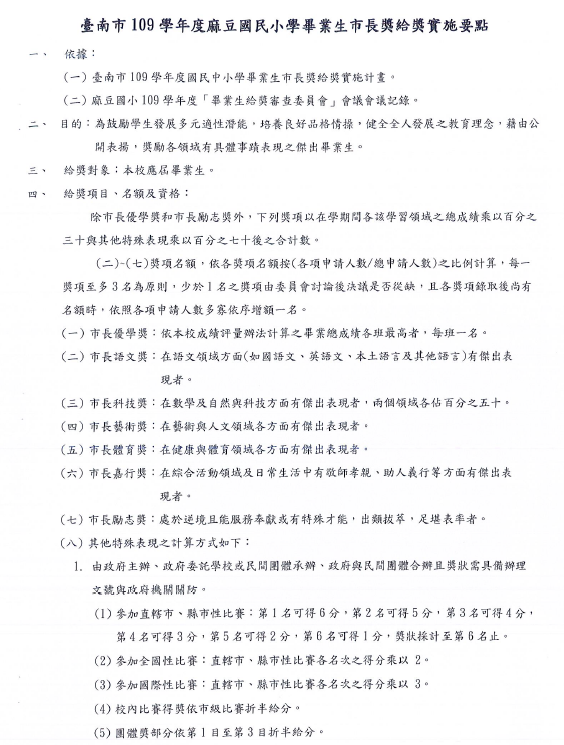 臺南市 109 學年度麻豆國民小學畢業生市長獎給獎實施要點
一、 依據：
(一) 臺南市 109 學年度國民中小學畢業生市長獎給獎實施計畫。
(二) 麻豆國小 109 學年度「畢業生給獎審查委員會」會議會議記錄。
二、 目的：為鼓勵學生發展多元適性潛能，培養良好品格情操，健全全人發展之教育理念，藉由公
開表揚，獎勵各領域有具體事蹟表現之傑出畢業生。
三、 給獎對象：本校應屆畢業生。
四、 給獎項目、名額及資格：
除市長優學獎和市長勵志獎外，下列獎項以在學期間各該學習領域之總成績乘以百分之
三十與其他特殊表現乘以百分之七十後之合計數。
(二)-(七)獎項名額，依各獎項名額按(各項申請人數/總申請人數)之比例計算，每一
獎項至多 3 名為原則，少於 1 名之獎項由委員會討論後決議是否從缺，且各獎項錄取後尚有
名額時，依照各項申請人數多寡依序增額一名。
(一) 市長優學獎：依本校成績評量辦法計算之畢業總成績各班最高者，每班一名。
(二) 市長語文獎：在語文領域方面(如國語文、英語文、本土語言及其他語言)有傑出表
現者。
(三) 市長科技獎：在數學及自然與科技方面有傑出表現者，兩個領域各佔百分之五十。
(四) 市長藝術獎：在藝術與人文領域各方面有傑出表現者。
(五) 市長體育獎：在健康與體育領域各方面有傑出表現者。
(六) 市長嘉行獎：在綜合活動領域及日常生活中有敬師孝親、助人義行等方面有傑出表
現者。
(七) 市長勵志獎：處於逆境且能服務奉獻或有特殊才能，出類拔萃，足堪表率者。
(八) 其他特殊表現之計算方式如下：
1. 由政府主辦、政府委託學校或民間團體承辦、政府與民間團體合辦且獎狀需具備辦理
文號與政府機關關防。
(1) 參加直轄市、縣市性比賽：第 1 名可得 6 分，第 2 名可得 5 分，第 3 名可得 4 分，
第 4 名可得 3 分，第 5 名可得 2 分，第 6 名可得 1 分，獎狀採計至第 6 名止。
(2) 參加全國性比賽：直轄市、縣市性比賽各名次之得分乘以 2。
(3) 參加國際性比賽：直轄市、縣市性比賽各名次之得分乘以 3。
(4) 校內比賽得獎依市級比賽折半給分。
(5) 團體獎部分依第 1 目至第 3 目折半給分。